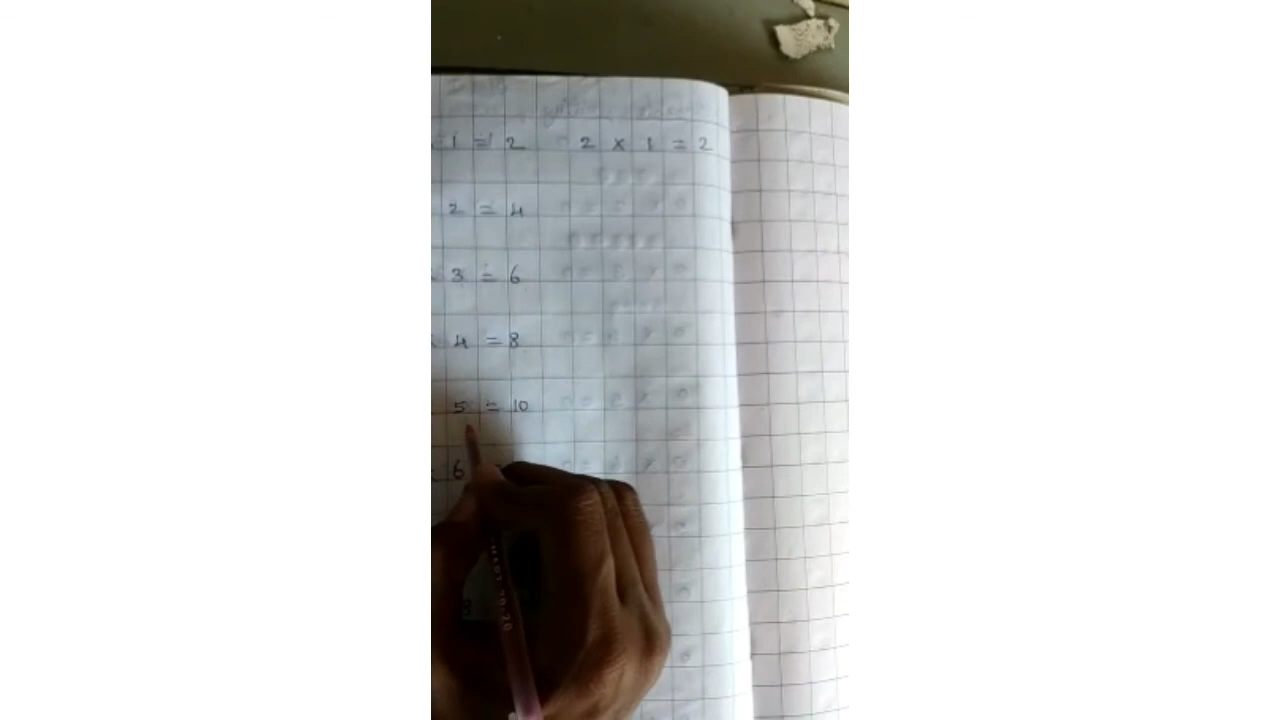 1 = 2 2 x 1 = 2
2 = 4
3 = 6
4 = 8
5 = 10
6